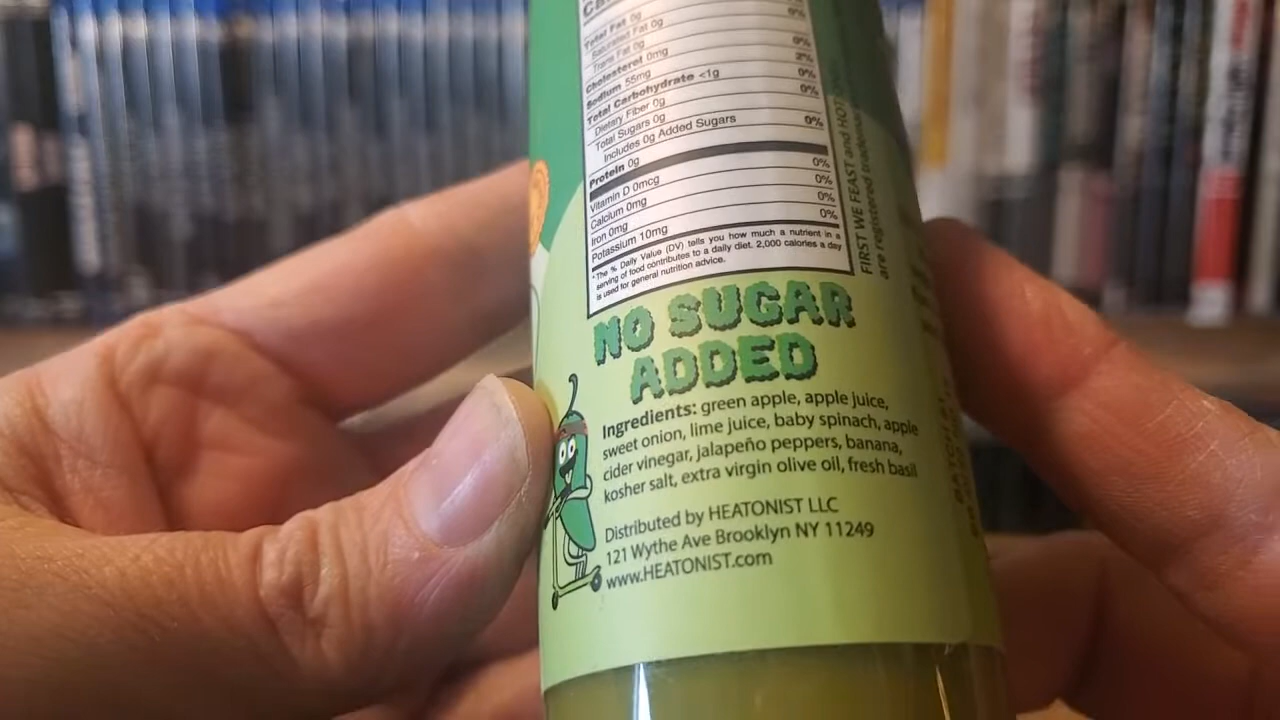 Total Fat 0g 0%
Saturated Fat 0g
Trans Fat 0g
Cholesterol 0mg 0%
Sodium 55mg 2%
Total Carbohydrate <1g 0%
Dietary Fiber 0g 0%
Total Sugars 0g
Includes 0g Added Sugars 0%
Protein 0g
Vitamin D 0mcg 0%
Calcium 0mg 0%
Iron 0mg 0%
Potassium 10mg 0%
*The % Daily Value (DV) tells you how much a nutrient in a
serving of food contributes to a daily diet. 2,000 calories a day
is used for general nutrition advice.
FIRST WE FEAST and HOT
are registered trademar
NO SUGAR
ADDED
Ingredients: green apple, apple juice,
sweet onion, lime juice, baby spinach, apple
cider vinegar, jalapeño peppers, banana,
kosher salt, extra virgin olive oil, fresh basil
Distributed by HEATONIST LLC
121 Wythe Ave Brooklyn NY 11249
www.HEATONIST.com